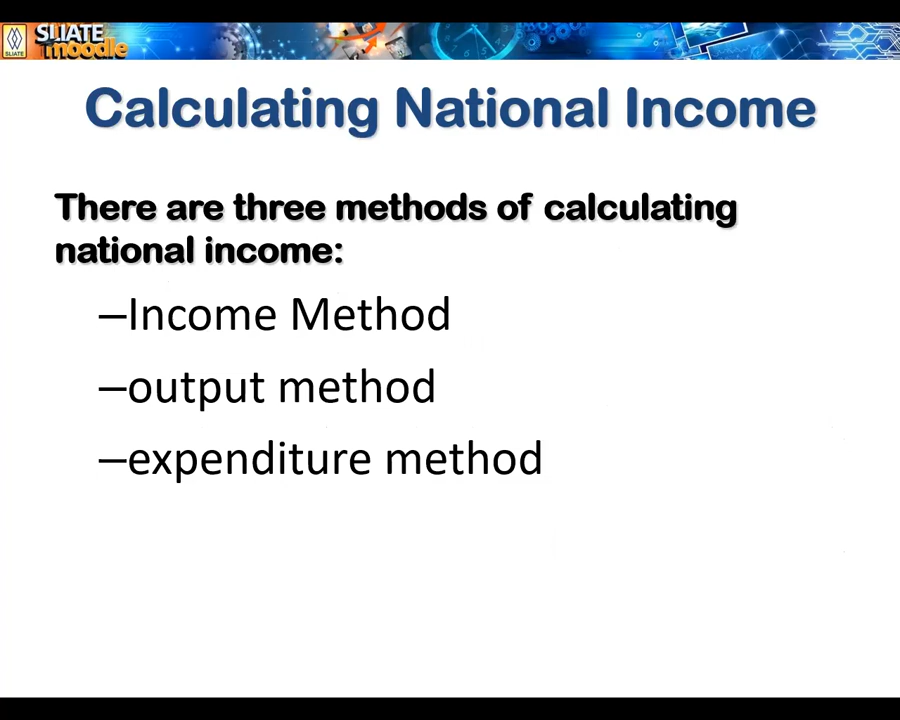 SLIATE
moodle
SLIATE
Calculating National Income
There are three methods of calculating
national income:
–Income Method
–output method
–expenditure method